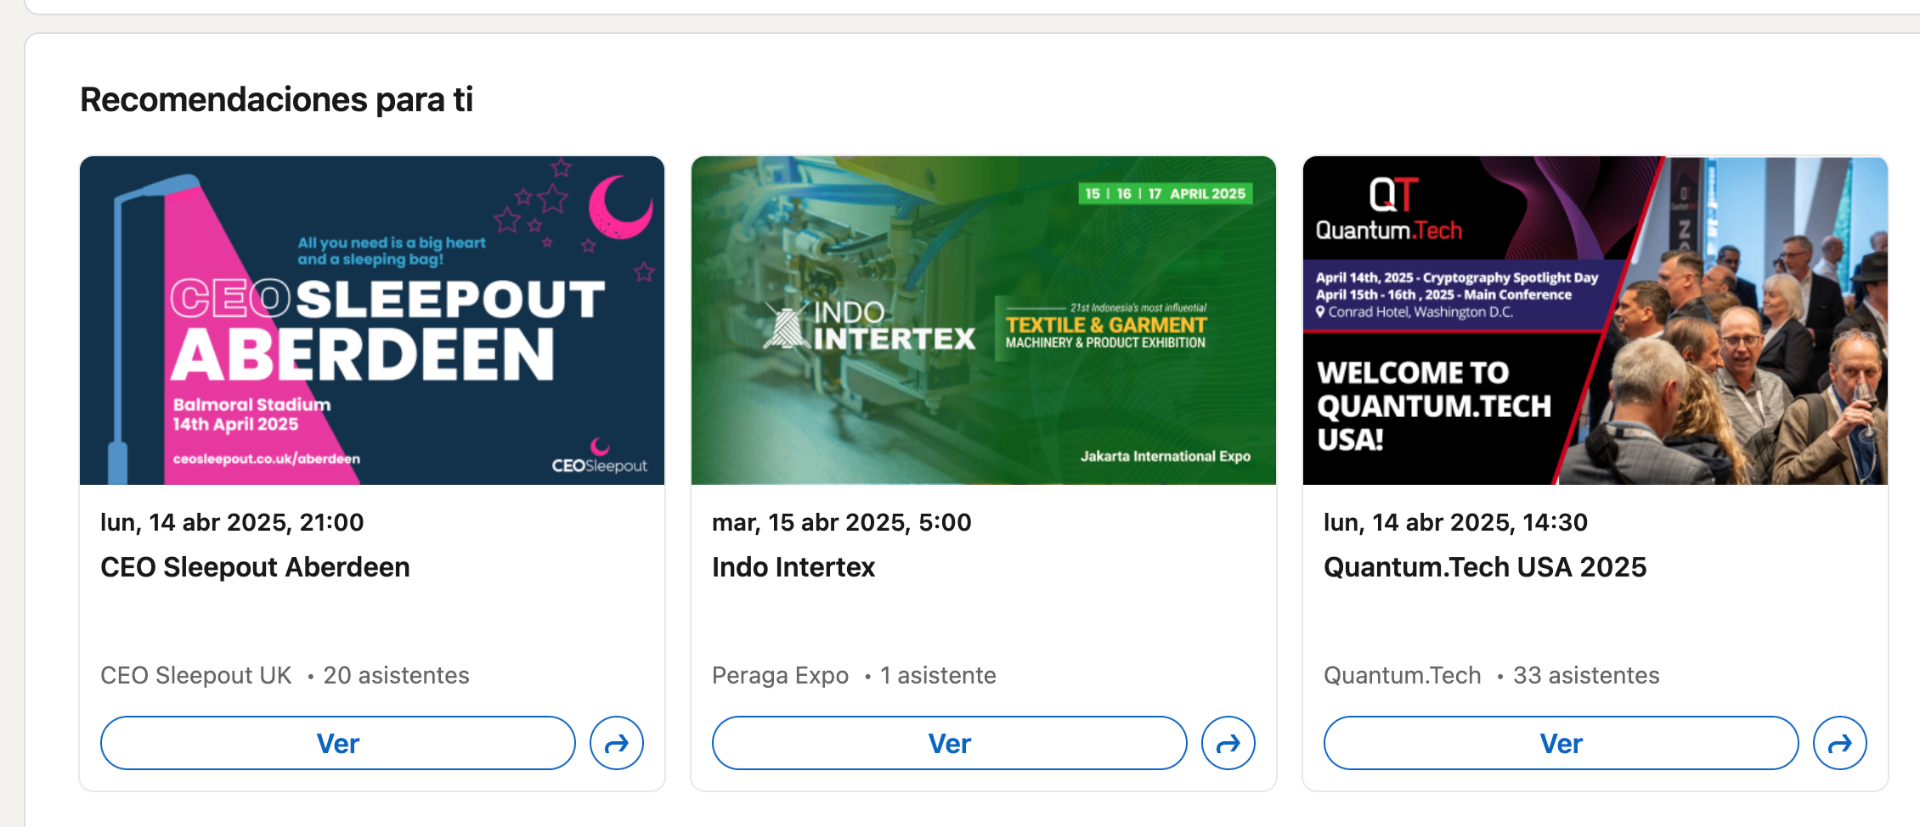 Recomendaciones para ti
All you need is a big heart
and a sleeping bag!
CEO SLEEPOUT
ABERDEEN
Balmoral Stadium
14th April 2025
ceosleepout.co.uk/aberdeen
CEOSleepout
lun, 14 abr 2025, 21:00
CEO Sleepout Aberdeen
CEO Sleepout UK • 20 asistentes
Ver
15 | 16 | 17 APRIL 2025
INDO
INTERTEX
21st Indonesia's most influential
TEXTILE & GARMENT
MACHINERY & PRODUCT EXHIBITION
Jakarta International Expo
mar, 15 abr 2025, 5:00
Indo Intertex
Peraga Expo • 1 asistente
Ver
QT
Quantum.Tech
April 14th, 2025 - Cryptography Spotlight Day
April 15th - 16th , 2025 - Main Conference
Conrad Hotel, Washington D.C.
WELCOME TO
QUANTUM.TECH
USA!
lun, 14 abr 2025, 14:30
Quantum.Tech USA 2025
Quantum.Tech • 33 asistentes
Ver